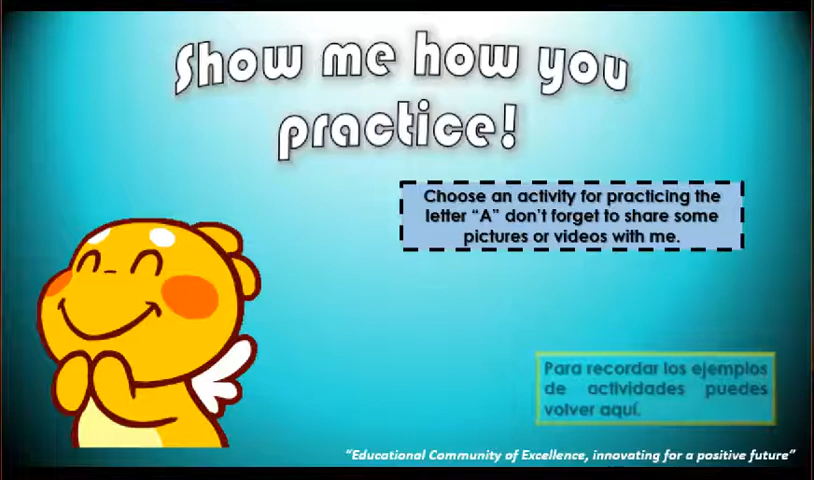 Show me how you
practice!
Choose an activity for practicing the
letter “A” don’t forget to share some
pictures or videos with me.
Para recordar los ejemplos
de actividades puedes
volver aquí.
“Educational Community of Excellence, innovating for a positive future”